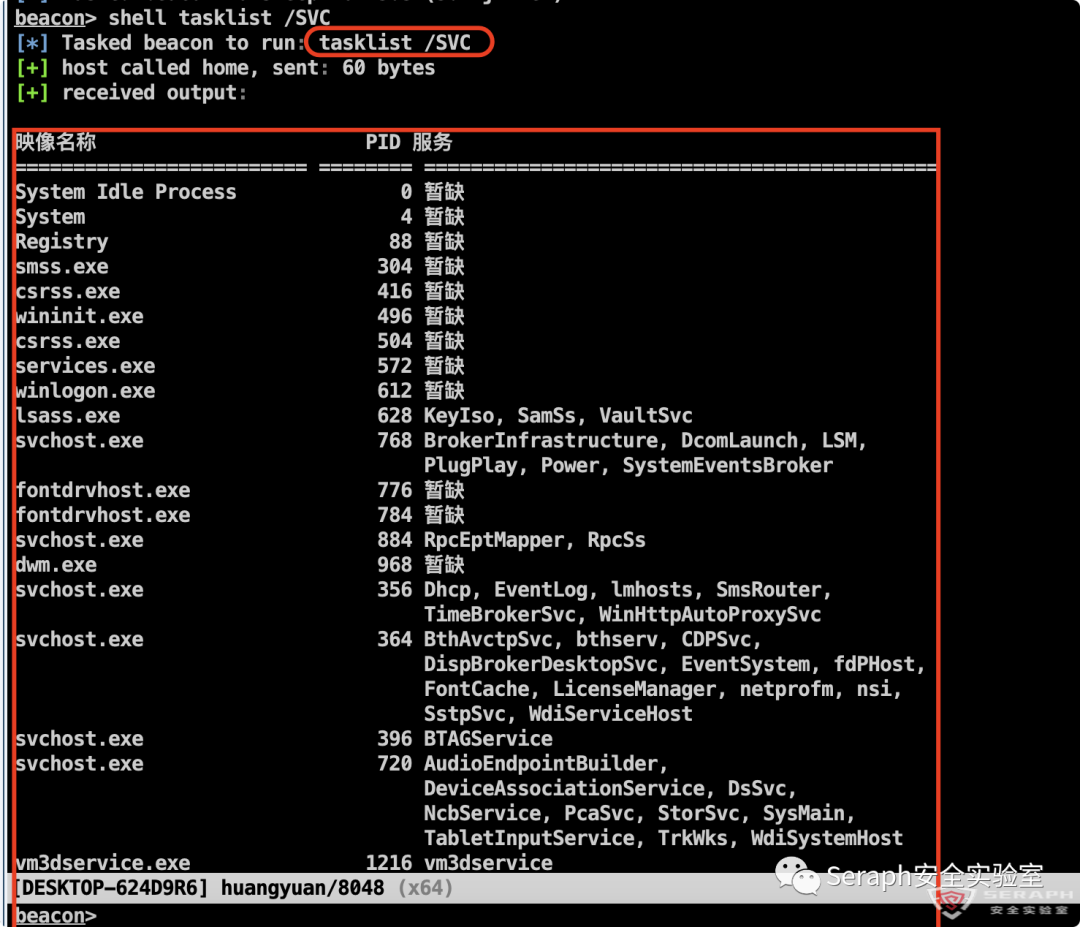 beacon> shell tasklist /SVC
[*] Tasked beacon to run: tasklist /SVC
[+] host called home, sent: 60 bytes
[+] received output:
映像名称 PID 服务
========================= ======== ============================================
System Idle Process 0 暂缺
System 4 暂缺
Registry 88 暂缺
smss.exe 304 暂缺
csrss.exe 416 暂缺
wininit.exe 496 暂缺
csrss.exe 504 暂缺
services.exe 572 暂缺
winlogon.exe 612 暂缺
lsass.exe 628 KeyIso, SamSs, VaultSvc
svchost.exe 768 BrokerInfrastructure, DcomLaunch, LSM,
PlugPlay, Power, SystemEventsBroker
fontdrvhost.exe 776 暂缺
fontdrvhost.exe 784 暂缺
svchost.exe 884 RpcEptMapper, RpcSs
dwm.exe 968 暂缺
svchost.exe 356 Dhcp, EventLog, lmhosts, SmsRouter,
TimeBrokerSvc, WinHttpAutoProxySvc
svchost.exe 364 BthAvctpSvc, bthserv, CDPSvc,
DispBrokerDesktopSvc, EventSystem, fdPHost,
FontCache, LicenseManager, netprofm, nsi,
SstpSvc, WdiServiceHost
svchost.exe 396 BTAGService
svchost.exe 720 AudioEndpointBuilder,
DeviceAssociationService, DsSvc,
NcbService, PcaSvc, StorSvc, SysMain,
TabletInputService, TrkWks, WdiSystemHost
vm3dservice.exe 1216 vm3dservice
Seraph安全实验室
[DESKTOP-624D9R6] huangyuan/8048 (x64)
SERAPH
安全实验室
beacon>